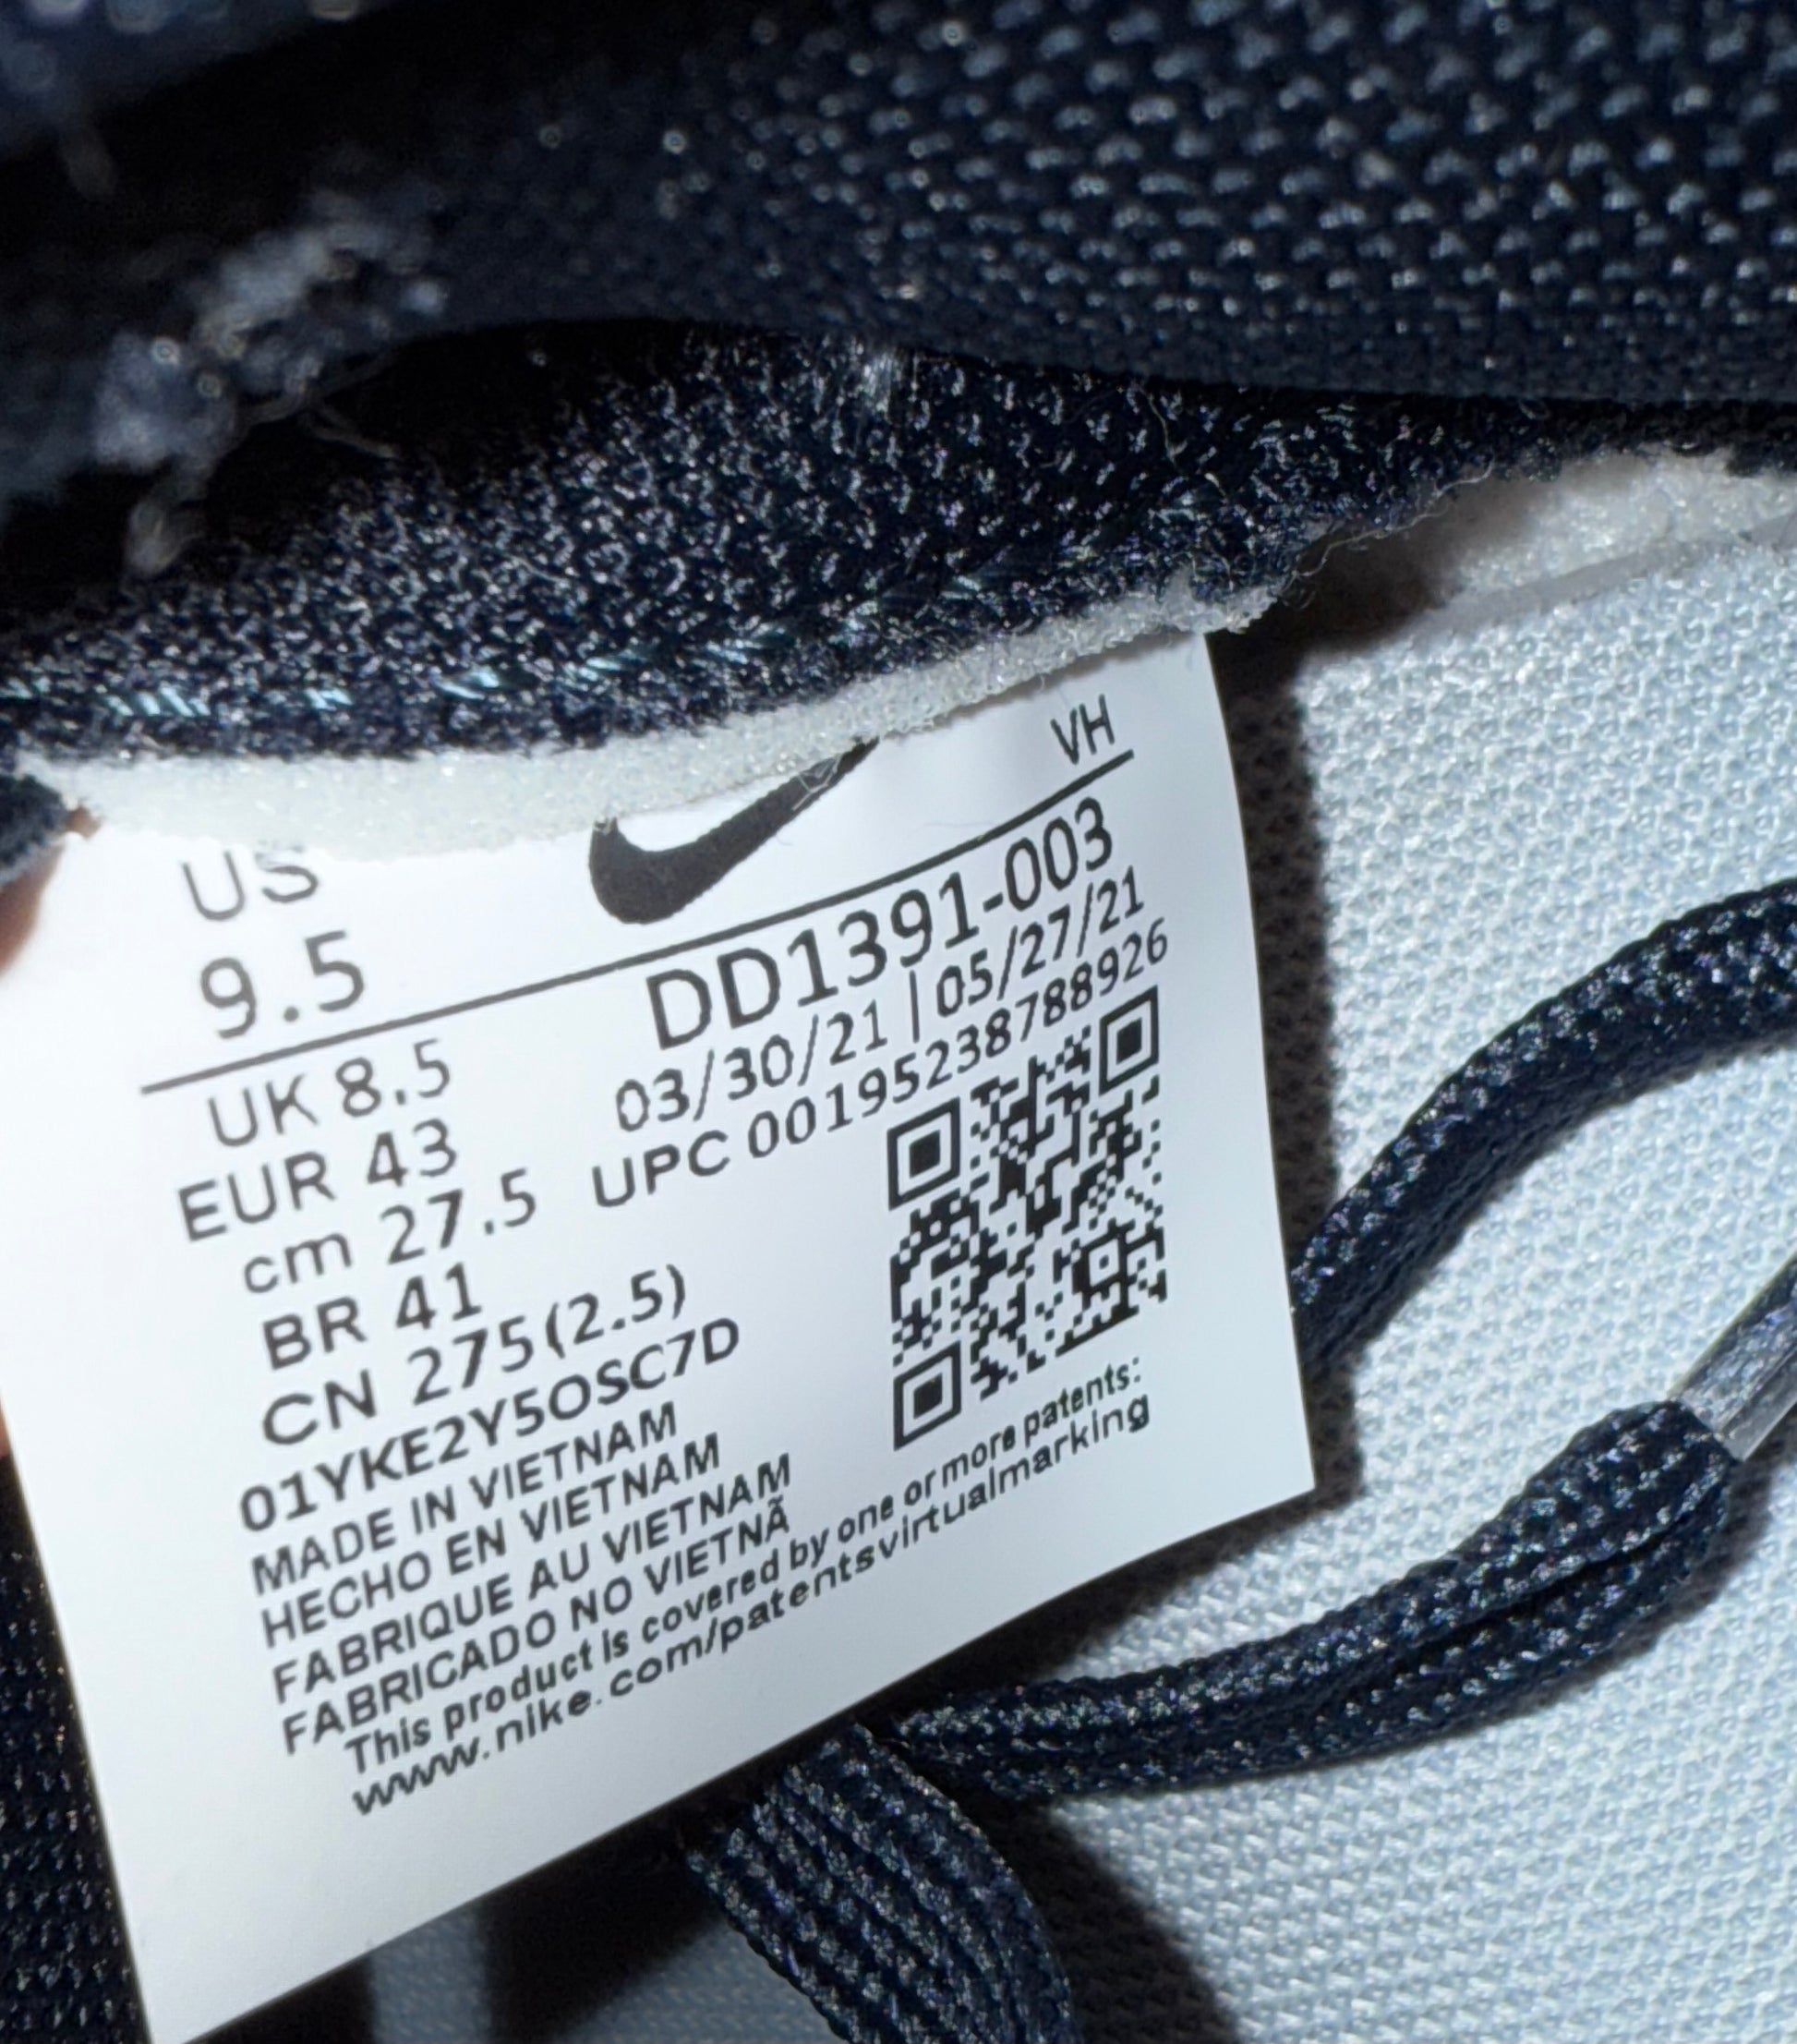 VH
US
9.5
DD1391-003
03/30/21 | 05/27/21
UPC 00195238788926
UK 8.5
EUR 43
cm 27.5
BR 41
CN 275(2.5)
01YKE2Y5OSC7D
MADE IN VIETNAM
HECHO EN VIETNAM
FABRIQUE AU VIETNAM
FABRICADO NO VIETNÃ
This product is covered by one or more patents:
www.nike.com/patentsvirtualmarking